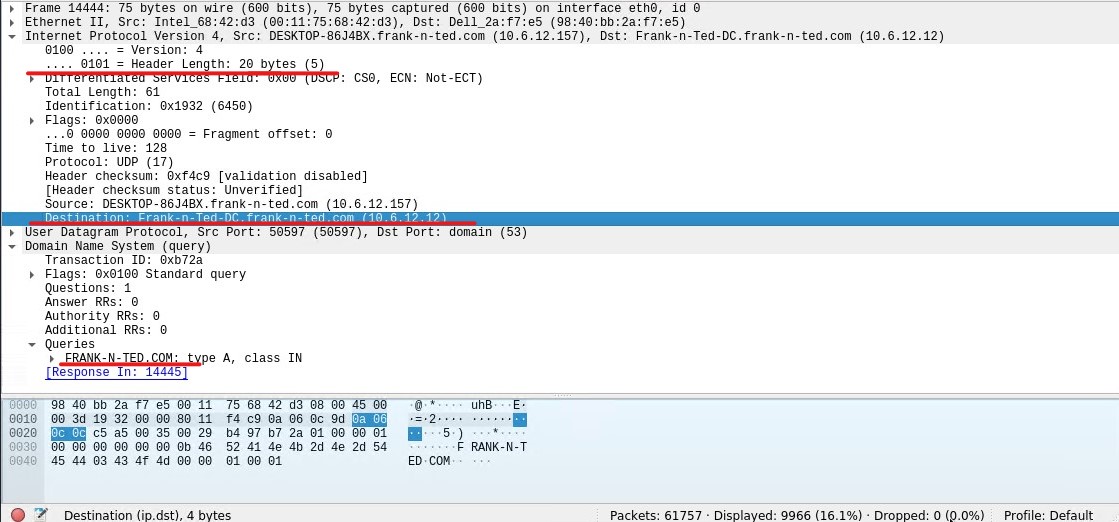 Frame 14444: 75 bytes on wire (600 bits), 75 bytes captured (600 bits) on interface eth0, id 0
Ethernet II, Src: Intel_68:42:d3 (00:11:75:68:42:d3), Dst: Dell_2a:f7:e5 (98:40:bb:2a:f7:e5)
Internet Protocol Version 4, Src: DESKTOP-86J4BX.frank-n-ted.com (10.6.12.157), Dst: Frank-n-Ted-DC.frank-n-ted.com (10.6.12.12)
0100 .... = Version: 4
.... 0101 = Header Length: 20 bytes (5)
Differentiated Services Field: 0x00 (DSCP: CS0, ECN: Not-ECT)
Total Length: 61
Identification: 0x1932 (6450)
Flags: 0x0000
...0 0000 0000 0000 = Fragment offset: 0
Time to live: 128
Protocol: UDP (17)
Header checksum: 0xf4c9 [validation disabled]
[Header checksum status: Unverified]
Source: DESKTOP-86J4BX.frank-n-ted.com (10.6.12.157)
Destination: Frank-n-Ted-DC.frank-n-ted.com (10.6.12.12)
User Datagram Protocol, Src Port: 50597 (50597), Dst Port: domain (53)
Domain Name System (query)
Transaction ID: 0xb72a
Flags: 0x0100 Standard query
Questions: 1
Answer RRs: 0
Authority RRs: 0
Additional RRs: 0
Queries
FRANK-N-TED.COM: type A, class IN
[Response In: 14445]
0000 98 40 bb 2a f7 e5 00 11 75 68 42 d3 08 00 45 00 ·@·*···· uhB···E·
0010 00 3d 19 32 00 00 80 11 f4 c9 0a 06 0c 9d 0a 06 ·=·2···· ········
0020 0c 0c c5 a5 00 35 00 29 b4 97 b7 2a 01 00 00 01 ·····5·) ···*····
0030 00 00 00 00 00 00 0b 46 52 41 4e 4b 2d 4e 2d 54 ·······F RANK-N-T
0040 45 44 03 43 4f 4d 00 00 01 00 01 ED·COM·· ···
Destination (ip.dst), 4 bytes
Packets: 61757 · Displayed: 9966 (16.1%) · Dropped: 0 (0.0%)
Profile: Default